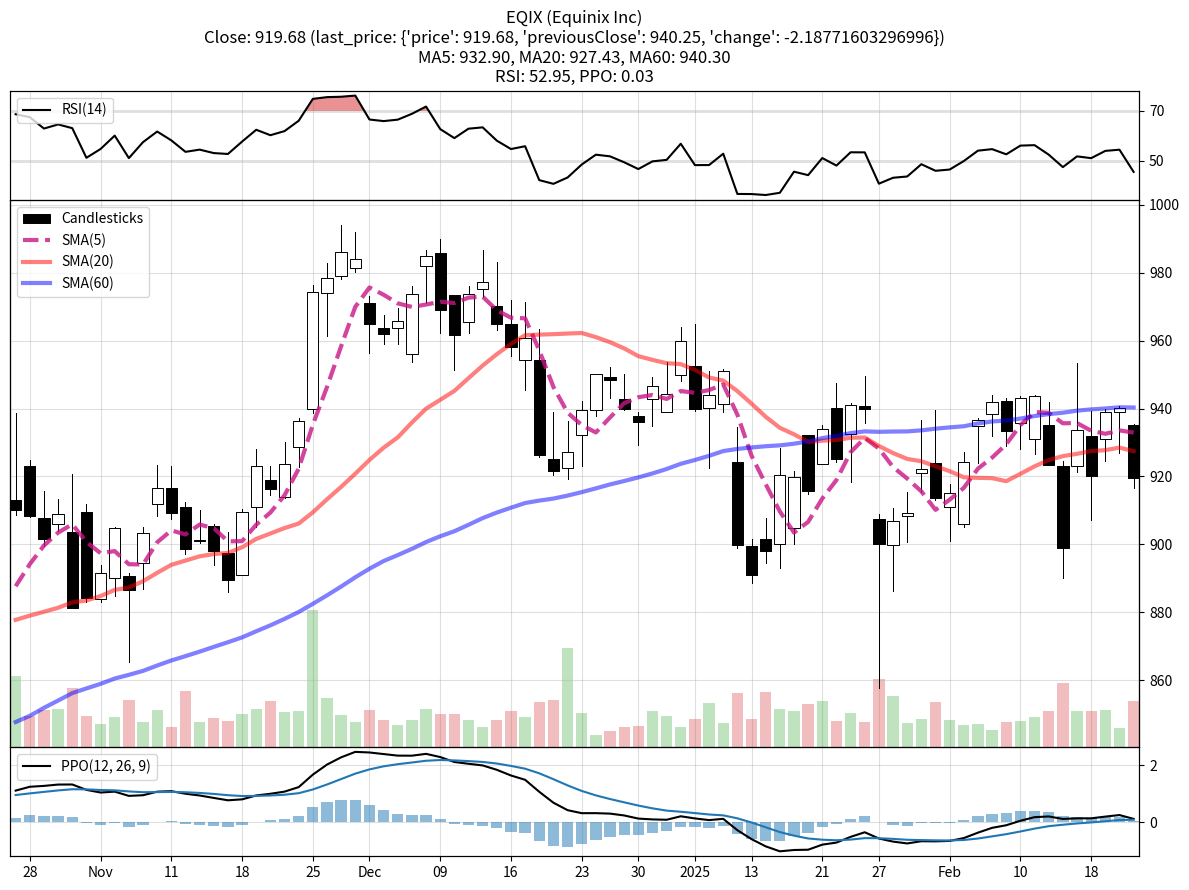 EQIX (Equinix Inc)
Close: 919.68 (last_price: {'price': 919.68, 'previousClose': 940.25, 'change': -2.18771603296996})
MA5: 932.90, MA20: 927.43, MA60: 940.30
RSI: 52.95, PPO: 0.03
RSI(14)
70
50
Candlesticks
SMA(5)
SMA(20)
SMA(60)
1000
980
960
940
920
900
880
860
PPO(12, 26, 9)
2
0
28 Nov 11 18 25 Dec 09 16 23 30 2025 13 21 27 Feb 10 18